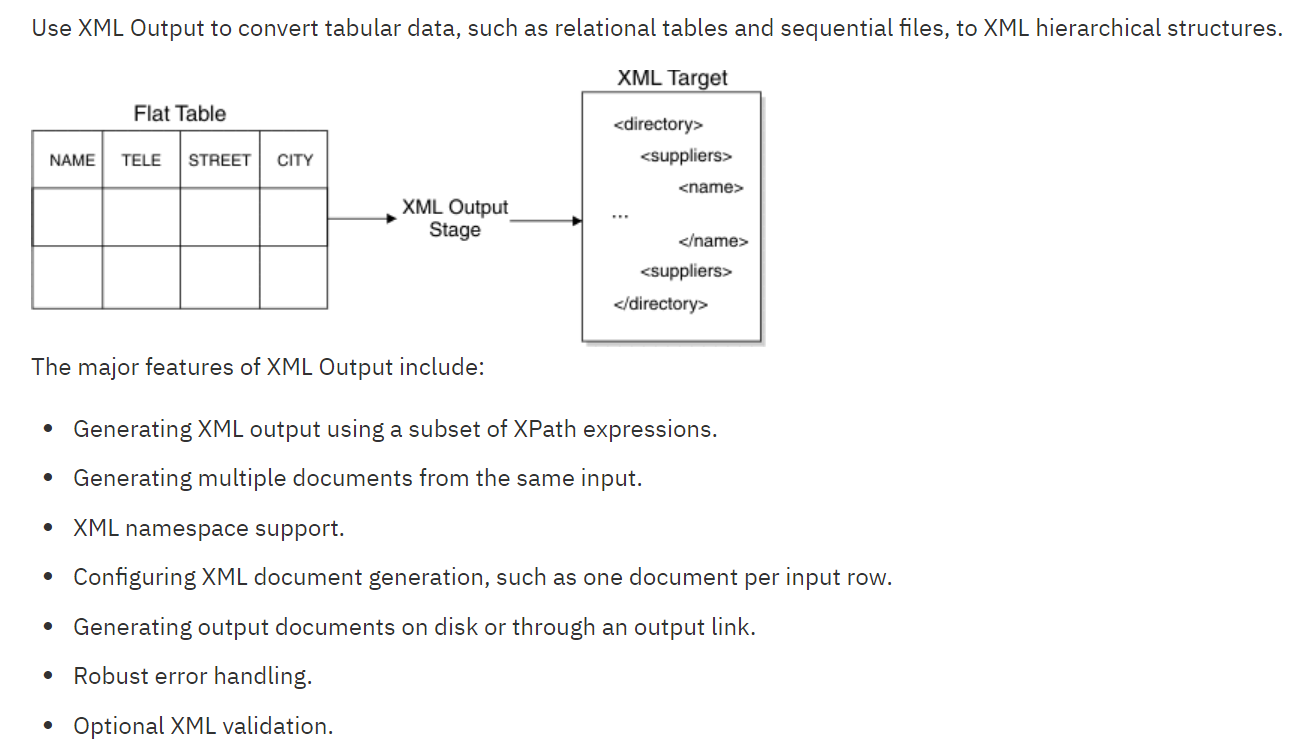 Use XML Output to convert tabular data, such as relational tables and sequential files, to XML hierarchical structures.
Flat Table
NAME TELE STREET CITY
XML Output
Stage
XML Target
<directory>
<suppliers>
<name>
...
</name>
<suppliers>
</directory>
The major features of XML Output include:
• Generating XML output using a subset of XPath expressions.
• Generating multiple documents from the same input.
• XML namespace support.
• Configuring XML document generation, such as one document per input row.
• Generating output documents on disk or through an output link.
• Robust error handling.
• Optional XML validation.